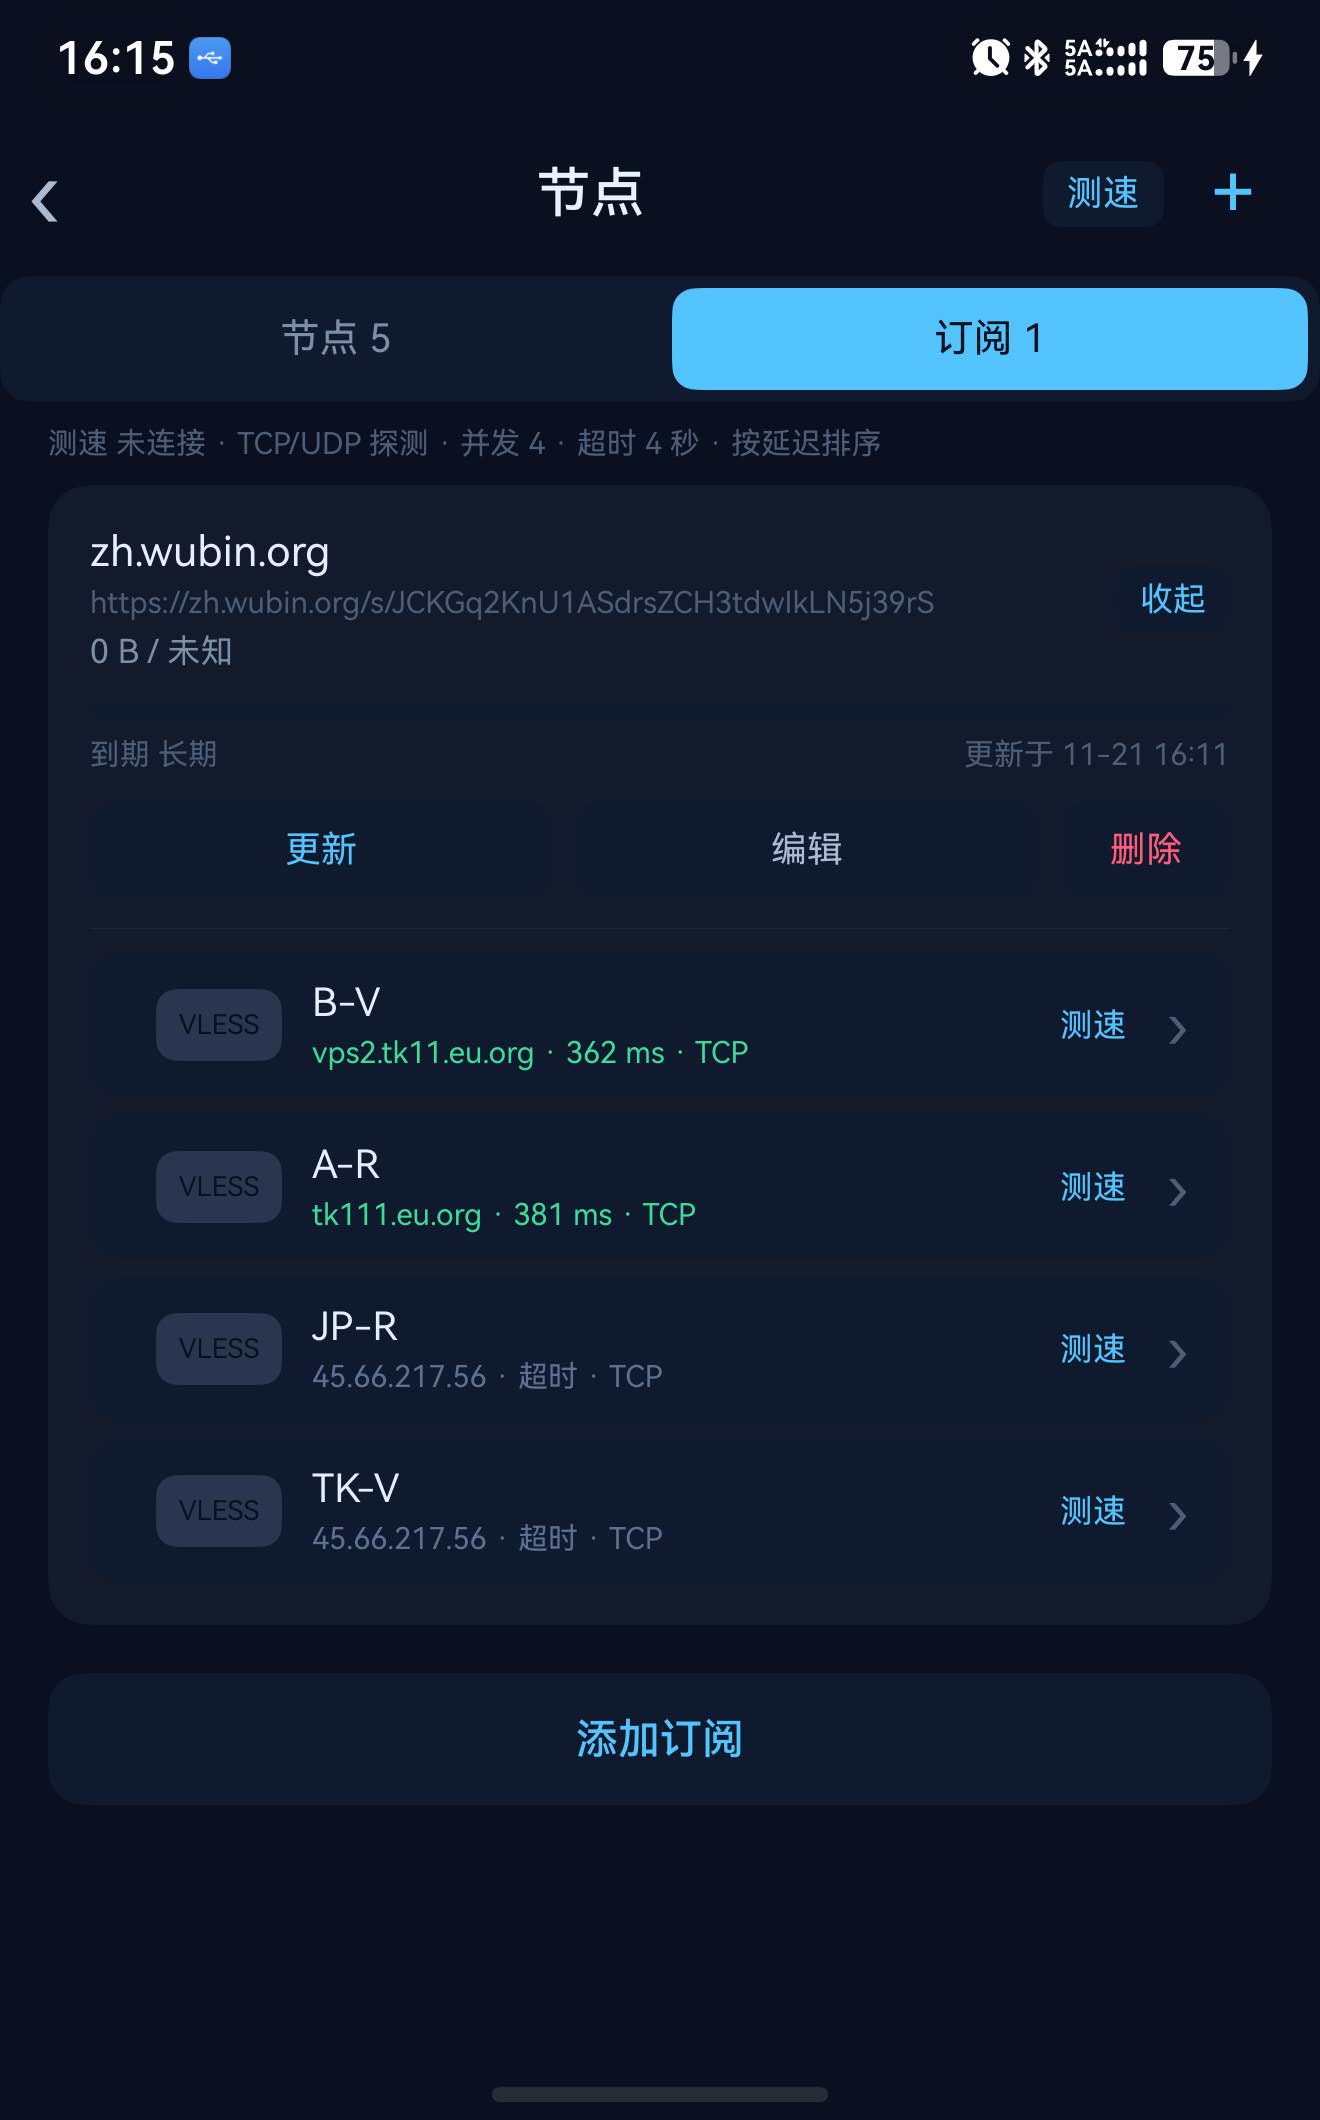 16:15
5A
5A
75
节点
测速
+
节点 5
订阅 1
测速 未连接 · TCP/UDP 探测 · 并发 4 · 超时 4 秒 · 按延迟排序
zh.wubin.org
https://zh.wubin.org/s/JCKGq2KnU1ASdrsZCH3tdwIkLN5j39rS
收起
0 B / 未知
到期 长期
更新于 11-21 16:11
更新
编辑
删除
VLESS
B-V
vps2.tk11.eu.org · 362 ms · TCP
测速
VLESS
A-R
tk111.eu.org · 381 ms · TCP
测速
VLESS
JP-R
45.66.217.56 · 超时 · TCP
测速
VLESS
TK-V
45.66.217.56 · 超时 · TCP
测速
添加订阅